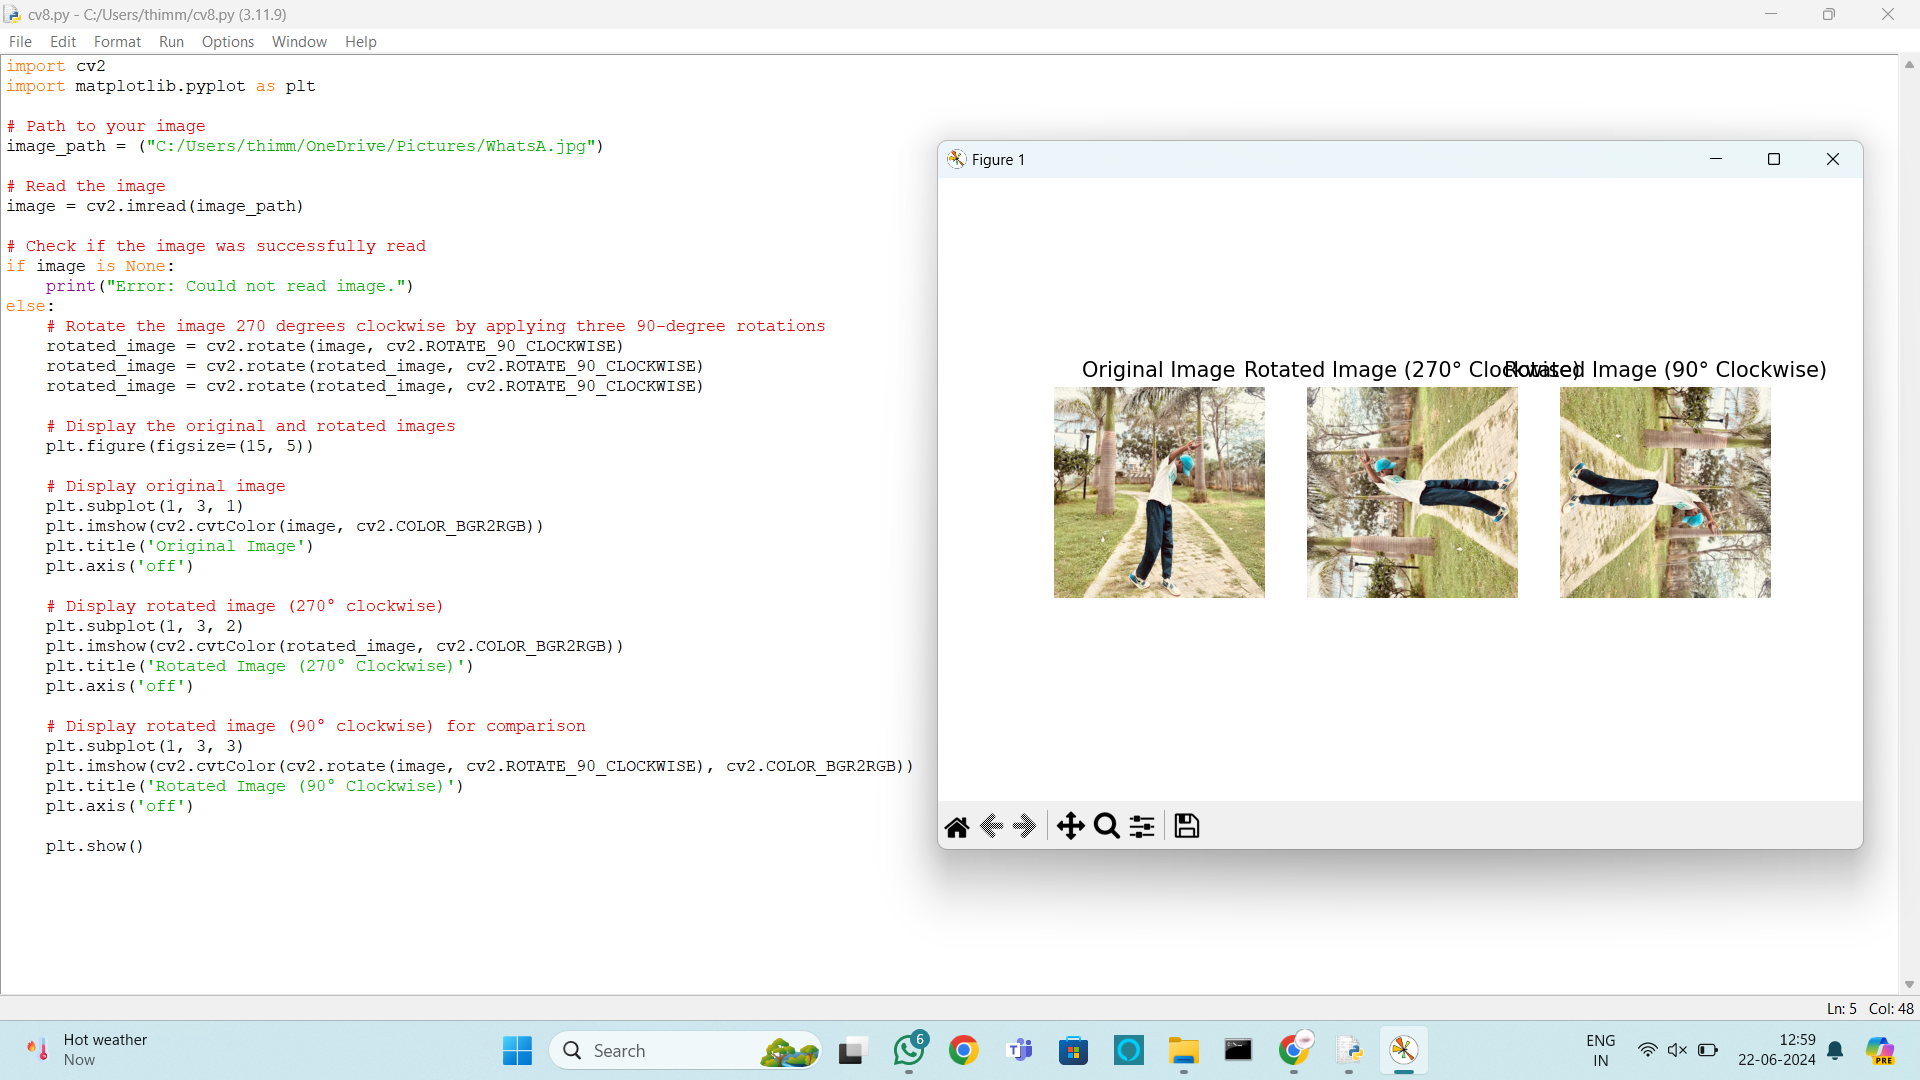 cv8.py - C:/Users/thimm/cv8.py (3.11.9)
File Edit Format Run Options Window Help
import cv2
import matplotlib.pyplot as plt
# Path to your image
image_path = ("C:/Users/thimm/OneDrive/Pictures/WhatsA.jpg")
# Read the image
image = cv2.imread(image_path)
# Check if the image was successfully read
if image is None:
    print("Error: Could not read image.")
else:
    # Rotate the image 270 degrees clockwise by applying three 90-degree rotations
    rotated_image = cv2.rotate(image, cv2.ROTATE_90_CLOCKWISE)
    rotated_image = cv2.rotate(rotated_image, cv2.ROTATE_90_CLOCKWISE)
    rotated_image = cv2.rotate(rotated_image, cv2.ROTATE_90_CLOCKWISE)
    # Display the original and rotated images
    plt.figure(figsize=(15, 5))
    # Display original image
    plt.subplot(1, 3, 1)
    plt.imshow(cv2.cvtColor(image, cv2.COLOR_BGR2RGB))
    plt.title('Original Image')
    plt.axis('off')
    # Display rotated image (270° clockwise)
    plt.subplot(1, 3, 2)
    plt.imshow(cv2.cvtColor(rotated_image, cv2.COLOR_BGR2RGB))
    plt.title('Rotated Image (270° Clockwise)')
    plt.axis('off')
    # Display rotated image (90° clockwise) for comparison
    plt.subplot(1, 3, 3)
    plt.imshow(cv2.cvtColor(cv2.rotate(image, cv2.ROTATE_90_CLOCKWISE), cv2.COLOR_BGR2RGB))
    plt.title('Rotated Image (90° Clockwise)')
    plt.axis('off')
    plt.show()
Figure 1
Original Image
Rotated Image (270° Clockwise)
Rotated Image (90° Clockwise)
Ln: 5 Col: 48
Hot weather
Now
Search
6
ENG
IN
12:59
22-06-2024
PRE